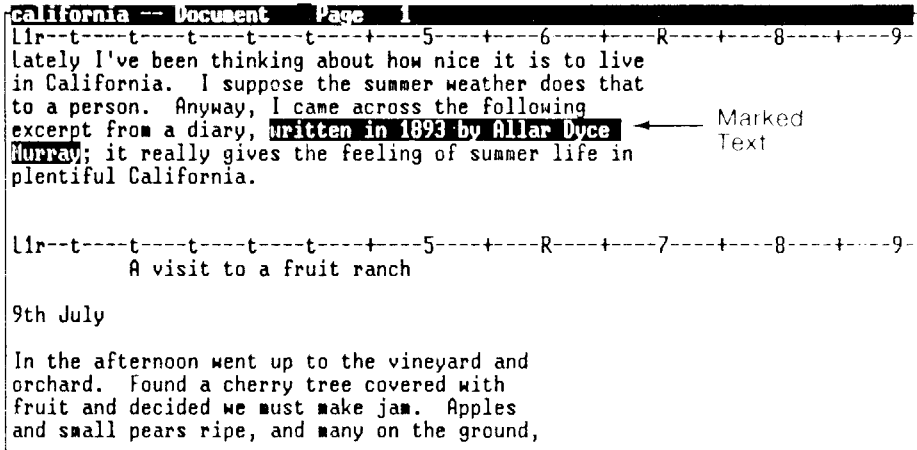 california -- Document    Page    1
L1r--t----t----t----t----t----+----5----+----6----+----R----+----8----+----9-
Lately I've been thinking about how nice it is to live
in California.  I suppose the summer weather does that
to a person.  Anyway, I came across the following
excerpt from a diary, written in 1893 by Allar Dyce
Murray; it really gives the feeling of summer life in
plentiful California.
Marked
Text
L1r--t----t----t----t----t----+----5----+----R----+----7----+----8----+----9-
A visit to a fruit ranch
9th July
In the afternoon went up to the vineyard and
orchard.  Found a cherry tree covered with
fruit and decided we must make jam.  Apples
and small pears ripe, and many on the ground,